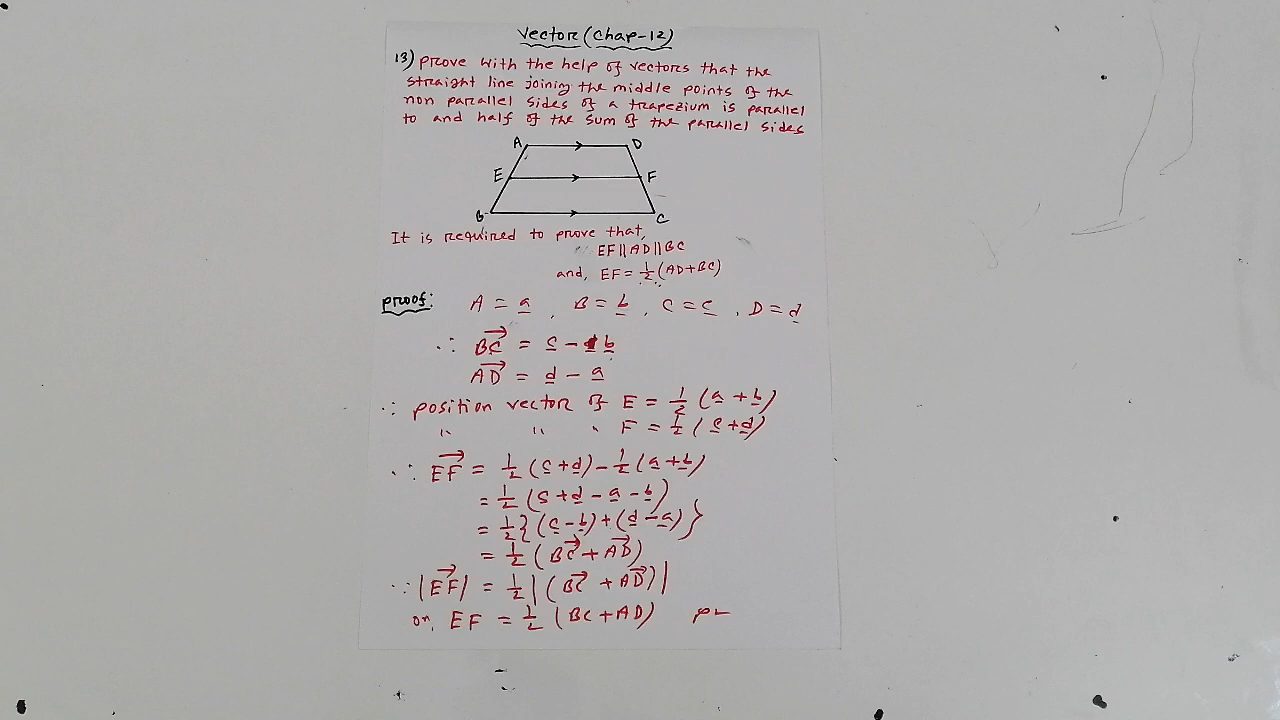 Vector (Chap-12)
13) prove with the help of vectors that the
straight line joining the middle points of the
non parallel sides of a trapezium is parallel
to and half of the sum of the parallel sides
A D
E F
B C
It is required to prove that,
EF||AD||BC
and, EF = 1/2 (AD+BC)
proof: A = a, B = b, C = c, D = d
∴ BC→ = c - b
AD→ = d - a
∴ position vector of E = 1/2 (a + b)
" " " F = 1/2 (c + d)
∴ EF→ = 1/2 (c+d) - 1/2 (a+b)
= 1/2 (c + d - a - b)
= 1/2 {(c - b) + (d - a)}
= 1/2 (BC→ + AD→)
∴ |EF→| = 1/2 |(BC→ + AD→)|
or, EF = 1/2 (BC + AD) pr